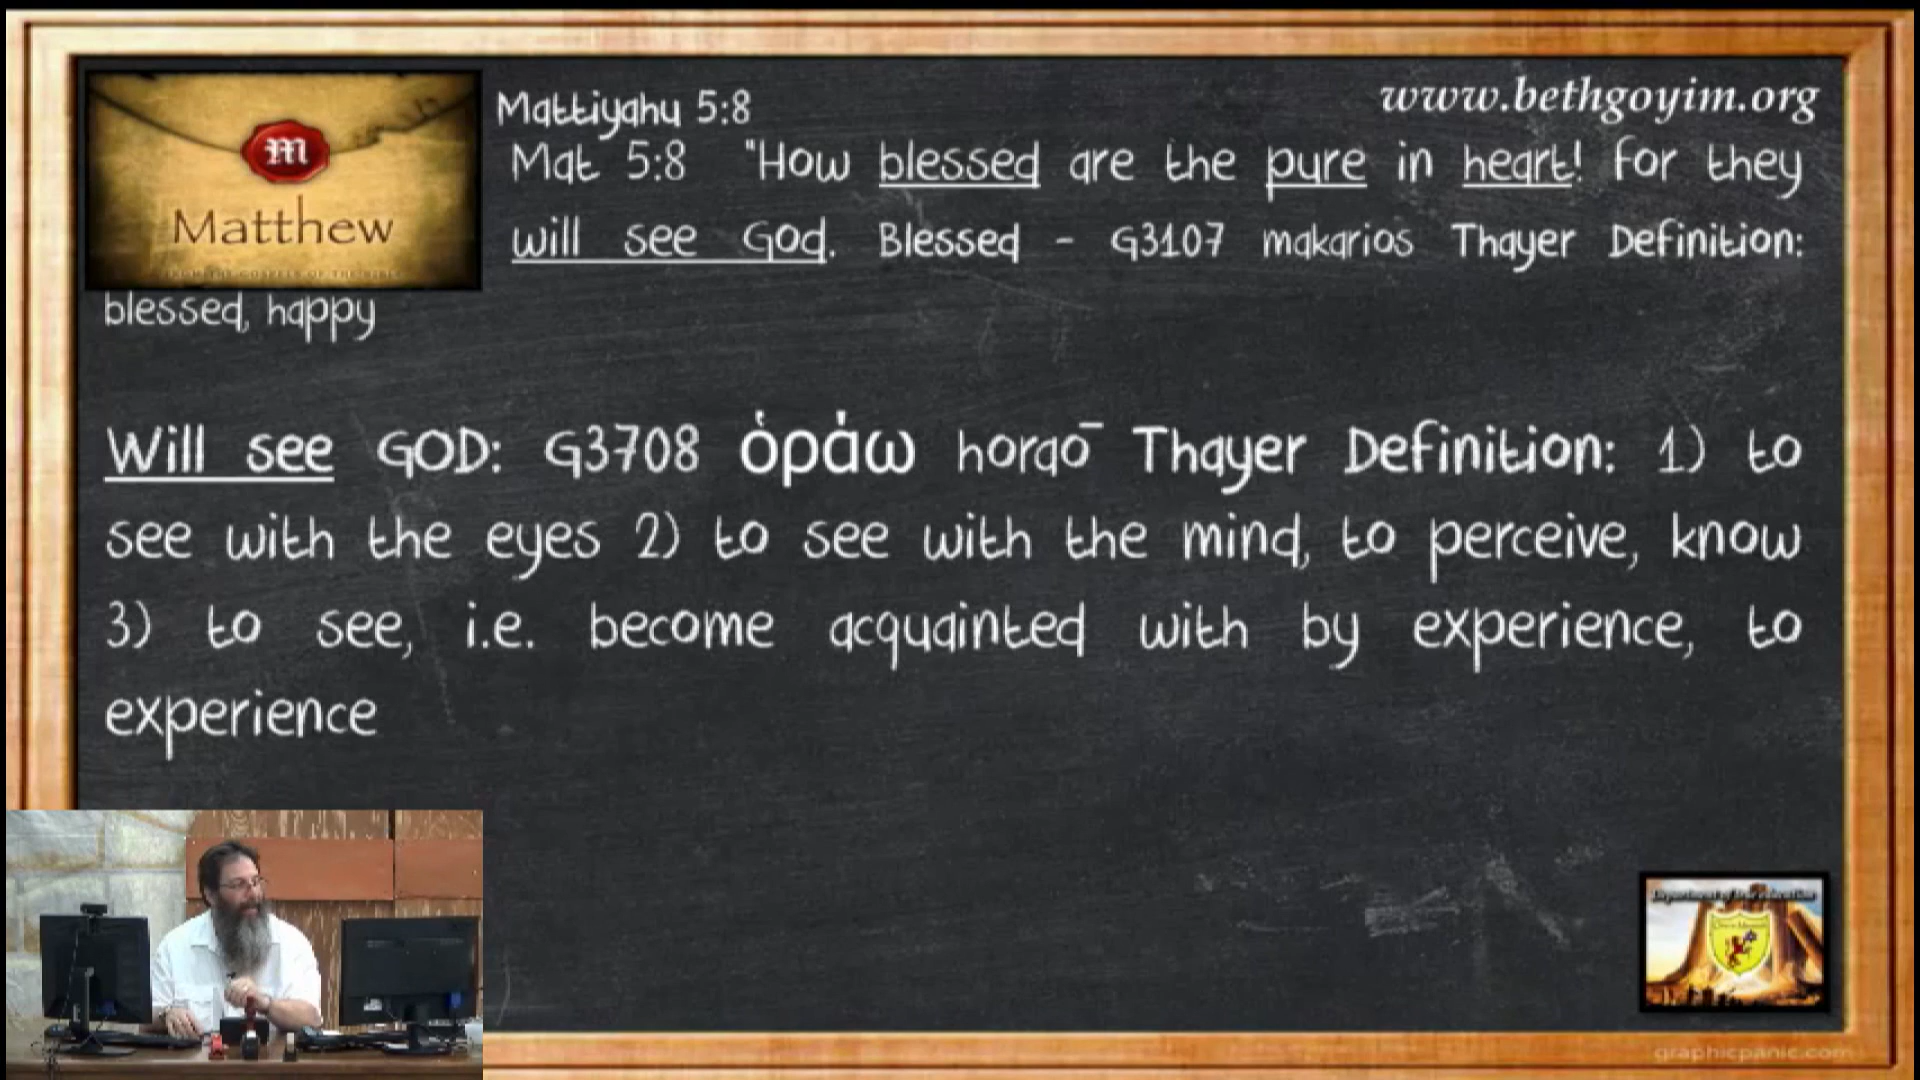 www.bethgoyim.org
Mattiyahu 5:8
Mat 5:8 "How blessed are the pure in heart! for they
will see God. Blessed - G3107 makarios Thayer Definition:
blessed, happy
M
Matthew
Will see GOD: G3708 ὁράω horaō Thayer Definition: 1) to
see with the eyes 2) to see with the mind, to perceive, know
3) to see, i.e. become acquainted with by experience, to
experience
graphicpanic.com